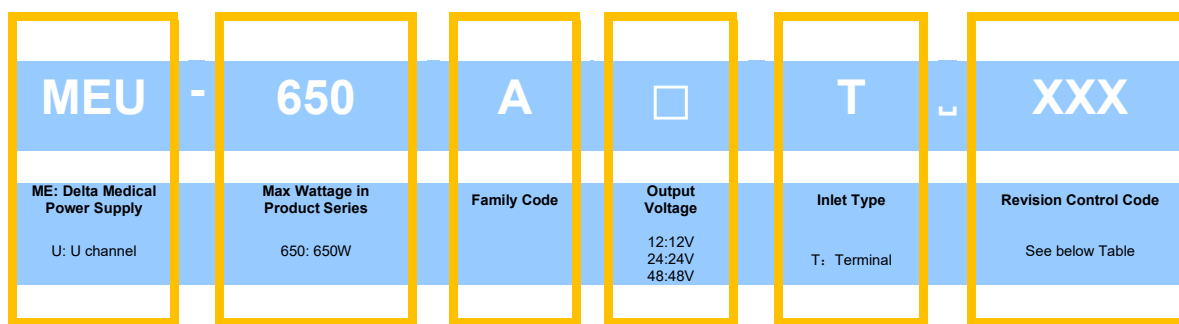 MEU - 650 A □ T ␣ XXX
ME: Delta Medical Power Supply
U: U channel
Max Wattage in Product Series
650: 650W
Family Code
Output Voltage
12:12V
24:24V
48:48V
Inlet Type
T：Terminal
Revision Control Code
See below Table